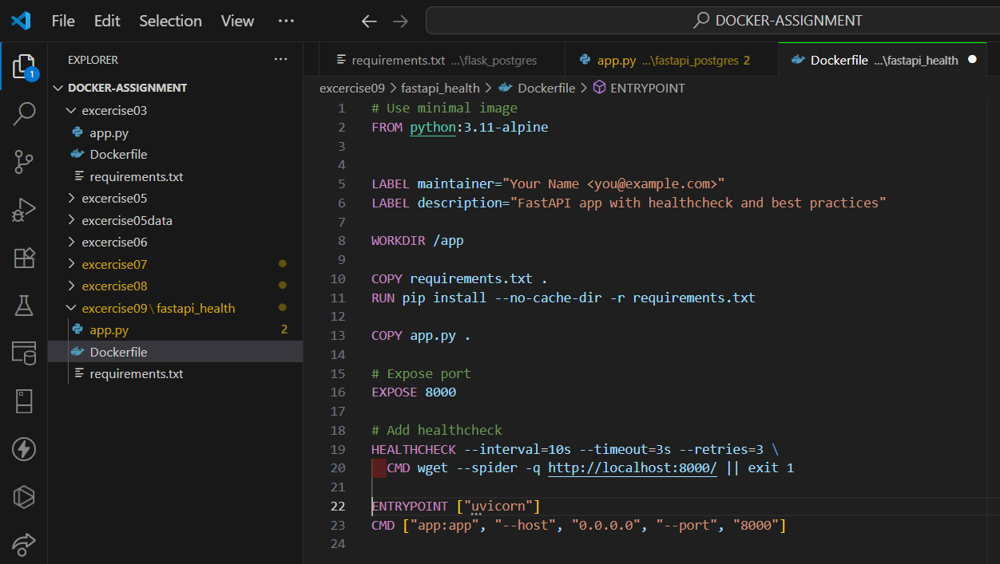 File Edit Selection View ···
DOCKER-ASSIGNMENT
1
EXPLORER ···
DOCKER-ASSIGNMENT
excercise03
app.py
Dockerfile
requirements.txt
excercise05
excercise05data
excercise06
excercise07
excercise08
excercise09\fastapi_health
app.py 2
Dockerfile
requirements.txt
requirements.txt ...\flask_postgres
app.py ...\fastapi_postgres 2
Dockerfile ...\fastapi_health
excercise09 > fastapi_health > Dockerfile > ENTRYPOINT
1 # Use minimal image
2 FROM python:3.11-alpine
3
4
5 LABEL maintainer="Your Name <you@example.com>"
6 LABEL description="FastAPI app with healthcheck and best practices"
7
8 WORKDIR /app
9
10 COPY requirements.txt .
11 RUN pip install --no-cache-dir -r requirements.txt
12
13 COPY app.py .
14
15 # Expose port
16 EXPOSE 8000
17
18 # Add healthcheck
19 HEALTHCHECK --interval=10s --timeout=3s --retries=3 \
20 CMD wget --spider -q http://localhost:8000/ || exit 1
21
22 ENTRYPOINT ["uvicorn"]
23 CMD ["app:app", "--host", "0.0.0.0", "--port", "8000"]
24